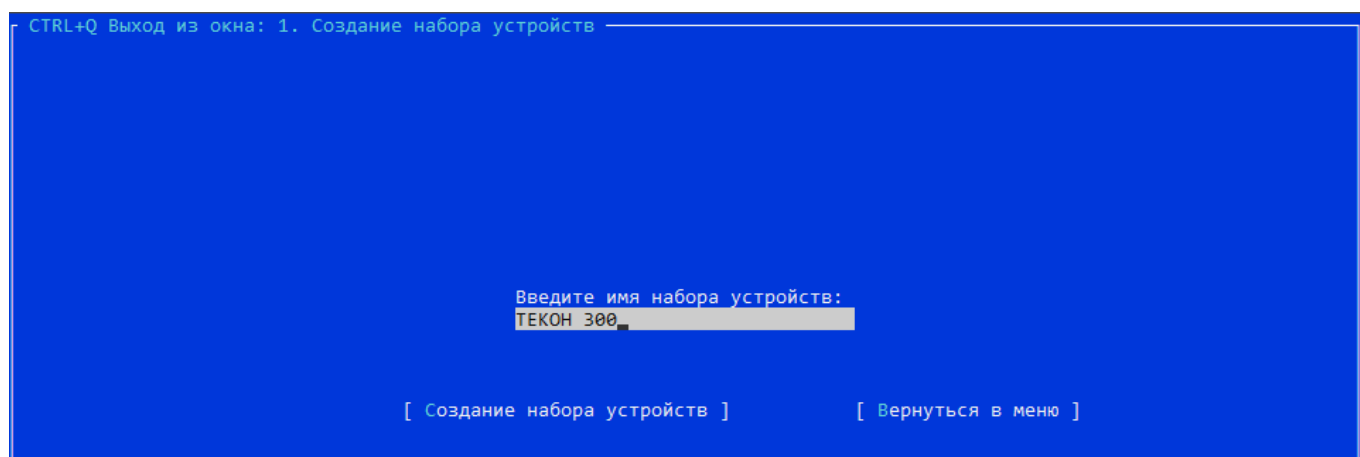 CTRL+Q Выход из окна: 1. Создание набора устройств
Введите имя набора устройств:
ТЕКОН 300
[ Создание набора устройств ] [ Вернуться в меню ]